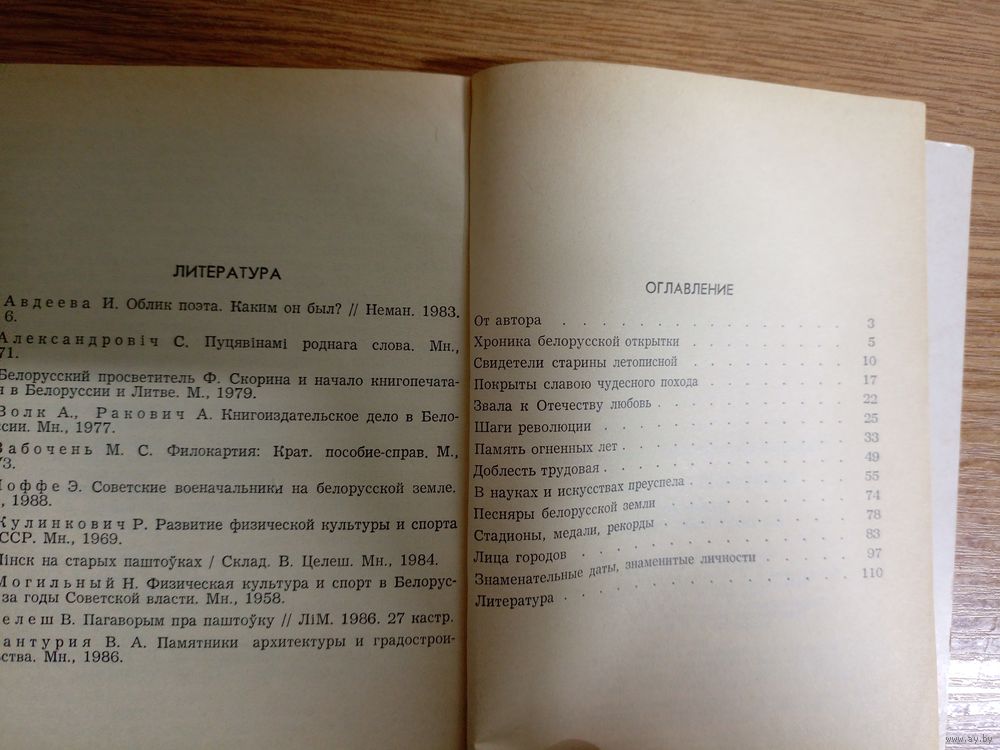 ЛИТЕРАТУРА
Авдеева И. Облик поэта. Каким он был? // Неман. 1983.
6.
Александровіч С. Пуцявінамі роднага слова. Мн.,
71.
Белорусский просветитель Ф. Скорина и начало книгопечата-
я в Белоруссии и Литве. М., 1979.
Волк А., Ракович А. Книгоиздательское дело в Бело-
ссии. Мн., 1977.
Забочень М. С. Филокартия: Крат. пособие-справ. М.,
73.
Иоффе Э. Советские военачальники на белорусской земле.
, 1988.
Кулинкович Р. Развитие физической культуры и спорта
ССР. Мн., 1969.
Мінск на старых паштоўках / Склад. В. Целеш. Мн., 1984.
Могильный Н. Физическая культура и спорт в Белорус-
за годы Советской власти. Мн., 1958.
елеш В. Пагаворым пра паштоўку // ЛіМ. 1986. 27 кастр.
антурия В. А. Памятники архитектуры и градострои-
ства. Мн., 1986.
ОГЛАВЛЕНИЕ
От автора . . . . . . . . . . . . 3
Хроника белорусской открытки . . . . . . . 5
Свидетели старины летописной . . . . . . . 10
Покрыты славою чудесного похода . . . . . . 17
Звала к Отечеству любовь . . . . . . . . 22
Шаги революции . . . . . . . . . . 25
Память огненных лет . . . . . . . . . 33
Доблесть трудовая . . . . . . . . . . 49
В науках и искусствах преуспела . . . . . . 55
Песняры белорусской земли . . . . . . . 74
Стадионы, медали, рекорды . . . . . . . 78
Лица городов . . . . . . . . . . . 83
Знаменательные даты, знаменитые личности . . . 97
Литература . . . . . . . . . . . . 110
www.ay.by